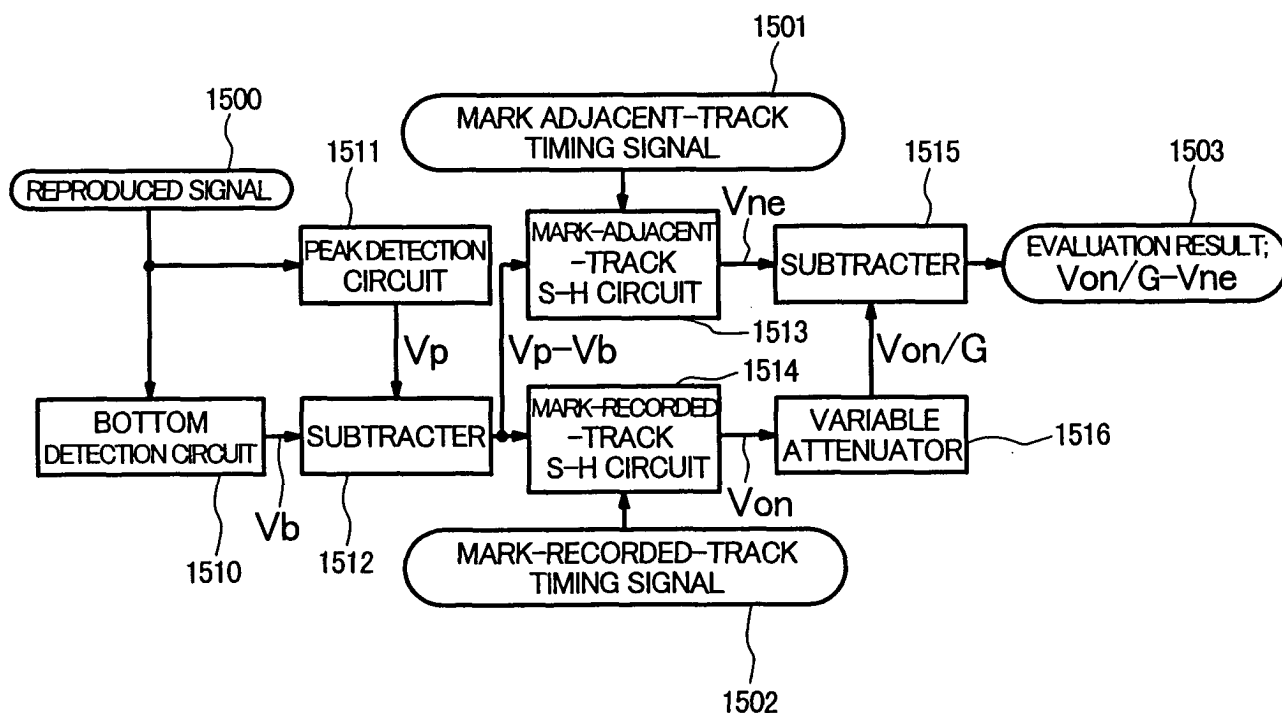 1501
1500
MARK ADJACENT-TRACK
TIMING SIGNAL
1511
1515
1503
REPRODUCED SIGNAL
Vne
PEAK DETECTION
CIRCUIT
MARK-ADJACENT
-TRACK
S-H CIRCUIT
SUBTRACTER
EVALUATION RESULT;
Von/G-Vne
1513
Vp
Vp-Vb
Von/G
1514
BOTTOM
DETECTION CIRCUIT
SUBTRACTER
MARK-RECORDED
-TRACK
S-H CIRCUIT
VARIABLE
ATTENUATOR
1516
Vb
Von
1510
1512
MARK-RECORDED-TRACK
TIMING SIGNAL
1502